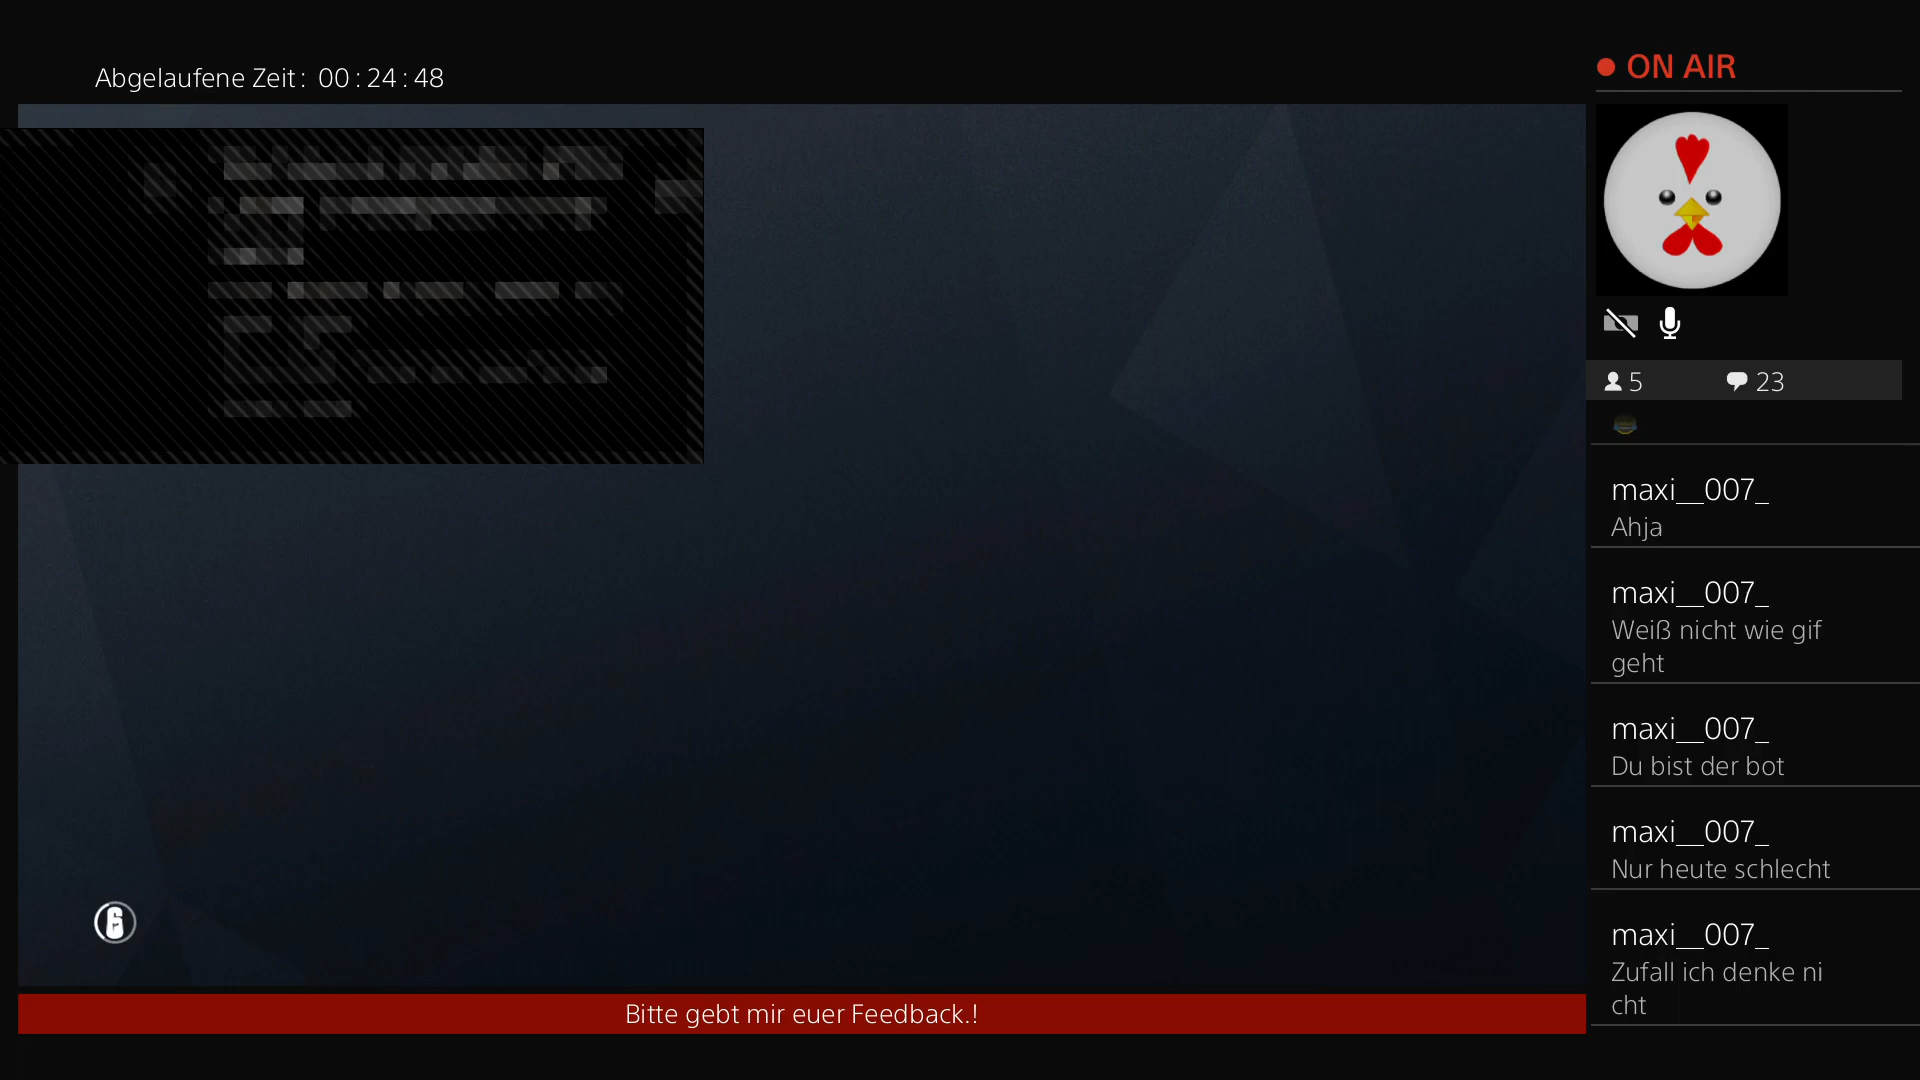 Abgelaufene Zeit: 00:24:48
ON AIR
5 23
maxi__007_
Ahja
maxi__007_
Weiß nicht wie gif
geht
maxi__007_
Du bist der bot
maxi__007_
Nur heute schlecht
maxi__007_
Zufall ich denke ni
cht
6
Bitte gebt mir euer Feedback.!